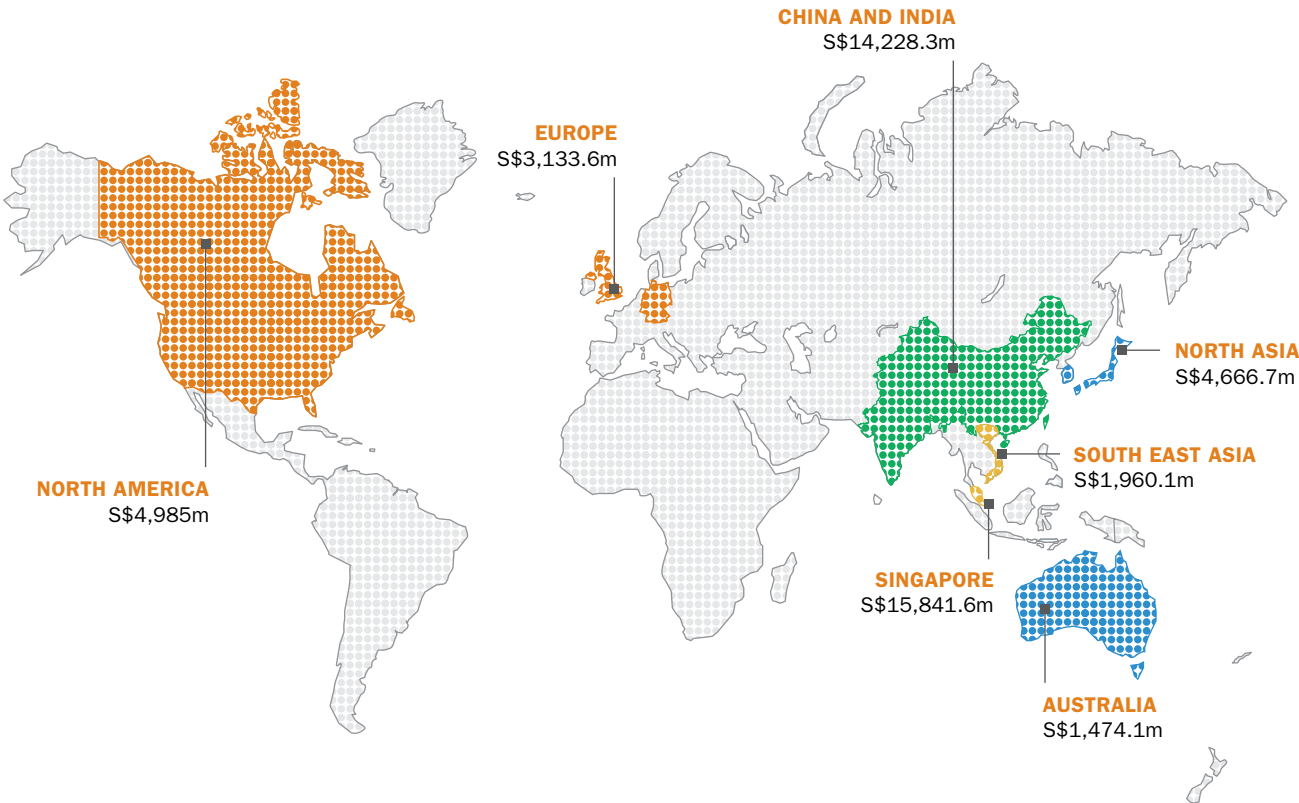 CHINA AND INDIA
S$14,228.3m
EUROPE
S$3,133.6m
NORTH ASIA
S$4,666.7m
SOUTH EAST ASIA
S$1,960.1m
NORTH AMERICA
S$4,985m
SINGAPORE
S$15,841.6m
AUSTRALIA
S$1,474.1m